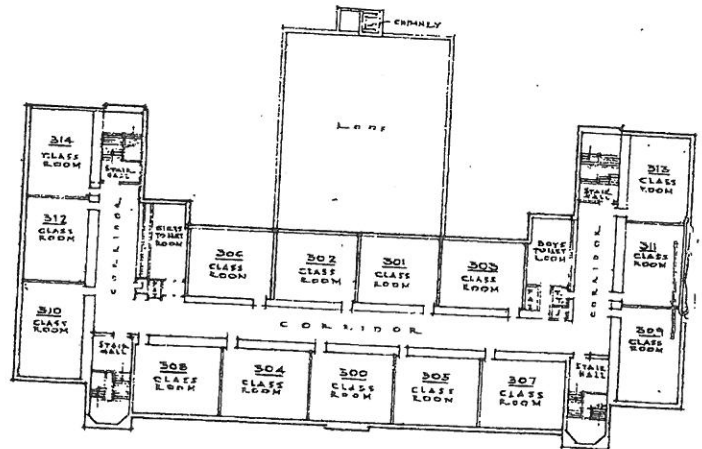 CHIMNEY
ROOF
314
CLASS
ROOM
STAIR
HALL
313
CLASS
ROOM
STAIR
HALL
312
CLASS
ROOM
CORRIDOR
GIRLS
TOILET
ROOM
306
CLASS
ROOM
302
CLASS
ROOM
301
CLASS
ROOM
303
CLASS
ROOM
BOYS
TOILET
ROOM
CORRIDOR
311
CLASS
ROOM
310
CLASS
ROOM
CORRIDOR
309
CLASS
ROOM
STAIR
HALL
308
CLASS
ROOM
304
CLASS
ROOM
300
CLASS
ROOM
305
CLASS
ROOM
307
CLASS
ROOM
STAIR
HALL